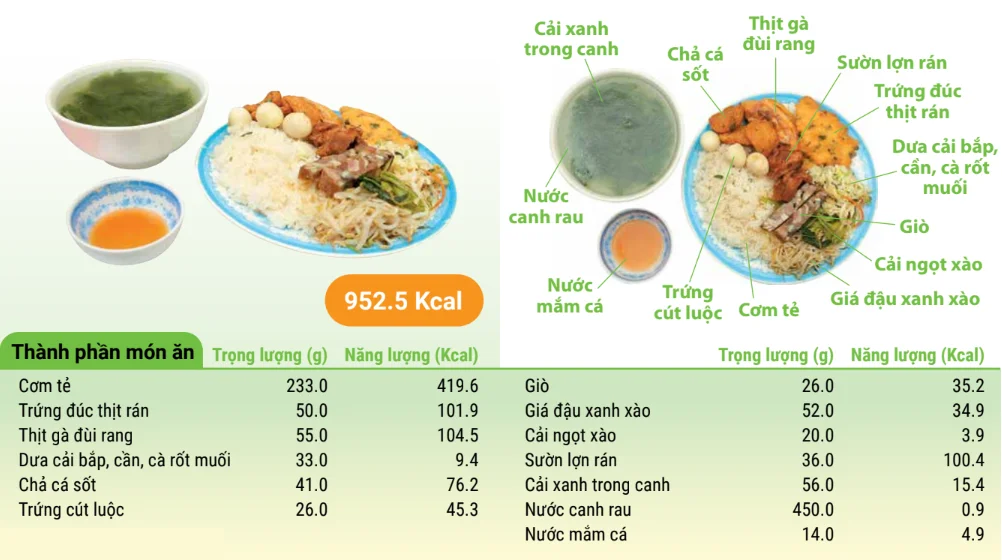 Cải xanh
trong canh
Chả cá
sốt
Thịt gà
đùi rang
Sườn lợn rán
Trứng đúc
thịt rán
Dưa cải bắp,
cần, cà rốt
muối
Giò
Cải ngọt xào
Giá đậu xanh xào
Cơm tẻ
Trứng
cút luộc
Nước
mắm cá
Nước
canh rau
952.5 Kcal
Thành phần món ăn Trọng lượng (g) Năng lượng (Kcal)
Cơm tẻ 233.0 419.6
Trứng đúc thịt rán 50.0 101.9
Thịt gà đùi rang 55.0 104.5
Dưa cải bắp, cần, cà rốt muối 33.0 9.4
Chả cá sốt 41.0 76.2
Trứng cút luộc 26.0 45.3
Trọng lượng (g) Năng lượng (Kcal)
Giò 26.0 35.2
Giá đậu xanh xào 52.0 34.9
Cải ngọt xào 20.0 3.9
Sườn lợn rán 36.0 100.4
Cải xanh trong canh 56.0 15.4
Nước canh rau 450.0 0.9
Nước mắm cá 14.0 4.9